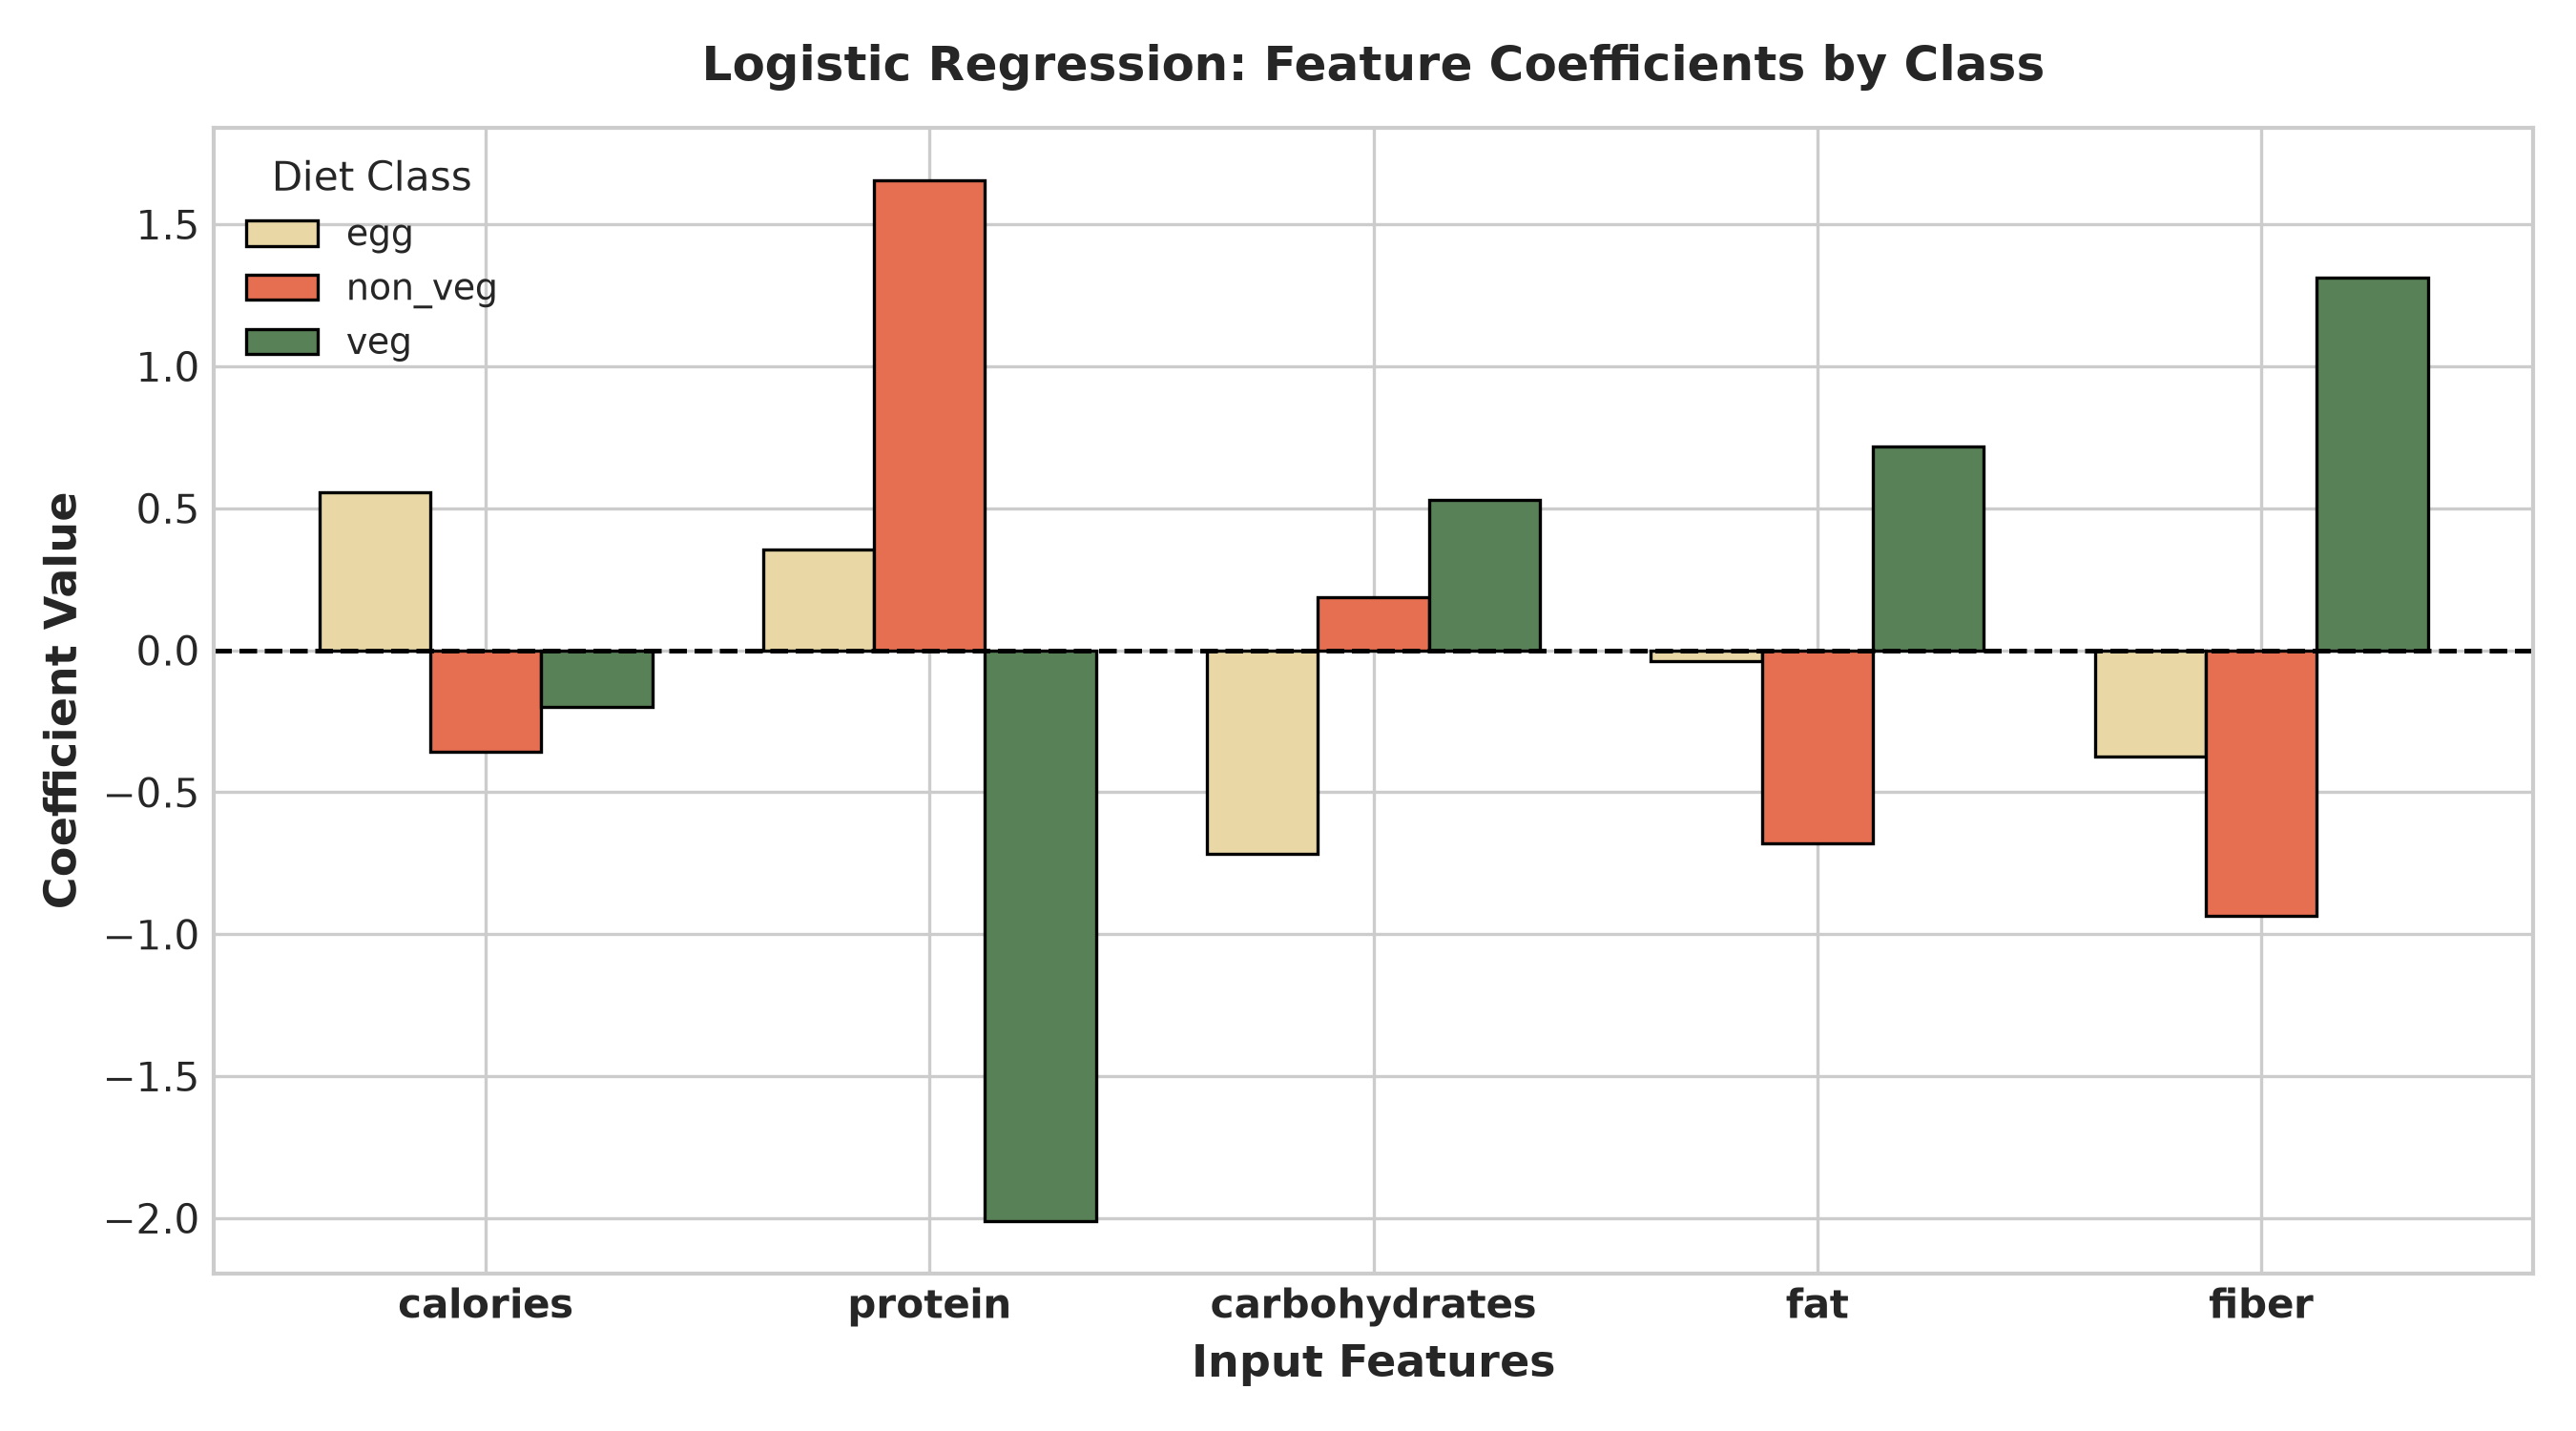 Logistic Regression: Feature Coefficients by Class
Diet Class
egg
non_veg
veg
Coefficient Value
1.5
1.0
0.5
0.0
−0.5
−1.0
−1.5
−2.0
calories protein carbohydrates fat fiber
Input Features